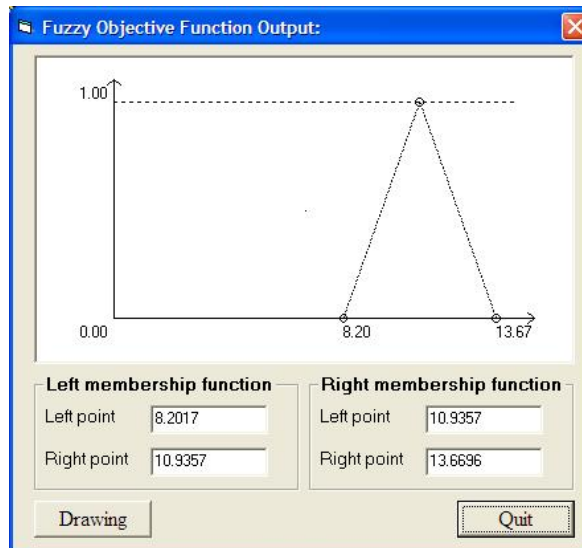 Fuzzy Objective Function Output:
1.00
0.00
8.20
13.67
Left membership function
Left point 8.2017
Right point 10.9357
Right membership function
Left point 10.9357
Right point 13.6696
Drawing
Quit